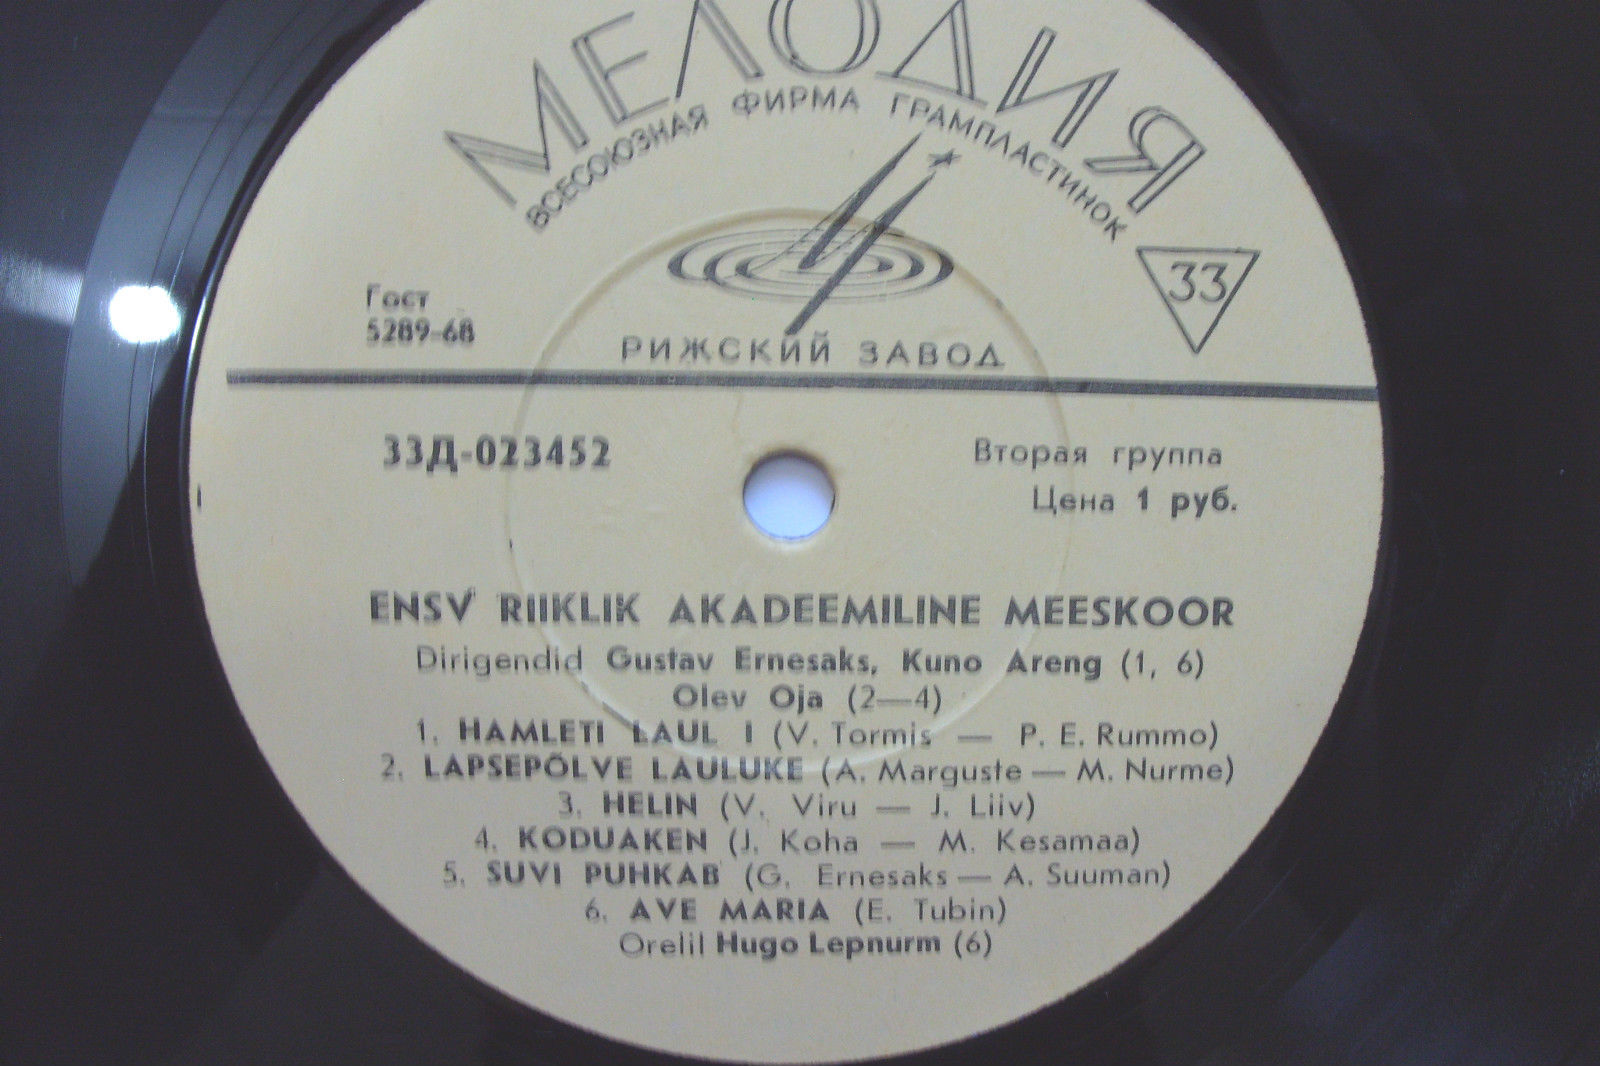 МЕЛОДИЯ
ВСЕСОЮЗНАЯ ФИРМА ГРАМПЛАСТИНОК
33
Гост
5289-68
РИЖСКИЙ ЗАВОД
33Д-023452
Вторая группа
Цена 1 руб.
ENSV RIIKLIK AKADEEMILINE MEESKOOR
Dirigendid Gustav Ernesaks, Kuno Areng (1, 6)
Olev Oja (2—4)
1. HAMLETI LAUL I (V. Tormis — P. E. Rummo)
2. LAPSEPÕLVE LAULUKE (A. Marguste — M. Nurme)
3. HELIN (V. Viru — J. Liiv)
4. KODUAKEN (J. Koha — M. Kesamaa)
5. SUVI PUHKAB (G. Ernesaks — A. Suuman)
6. AVE MARIA (E. Tubin)
Orelil Hugo Lepnurm (6)